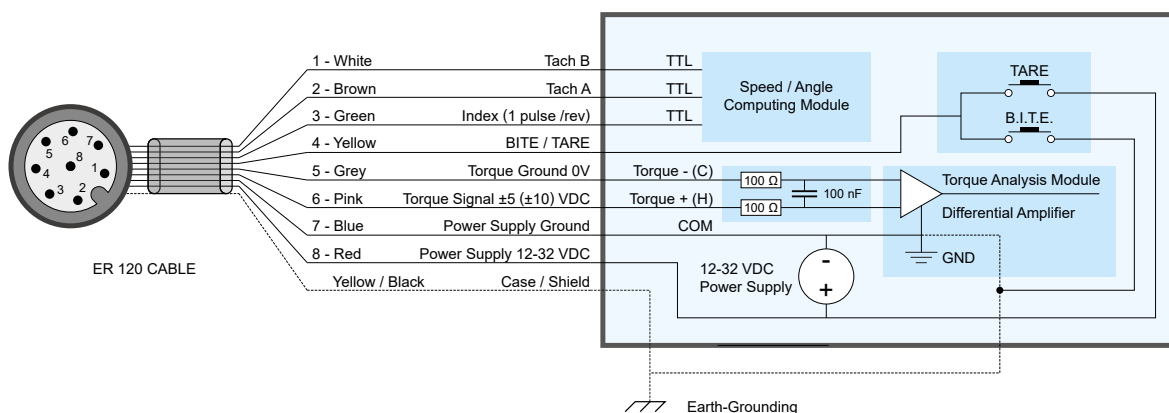 1 - White Tach B TTL
2 - Brown Tach A TTL
3 - Green Index (1 pulse /rev) TTL
4 - Yellow BITE / TARE
5 - Grey Torque Ground 0V Torque - (C)
6 - Pink Torque Signal ±5 (±10) VDC Torque + (H)
7 - Blue Power Supply Ground COM
8 - Red Power Supply 12-32 VDC
Yellow / Black Case / Shield
6
7
5
8
4
1
3
2
ER 120 CABLE
Speed / Angle
Computing Module
TARE
B.I.T.E.
100 Ω
100 nF
100 Ω
Torque Analysis Module
Differential Amplifier
GND
12-32 VDC
Power Supply
-
+
Earth-Grounding